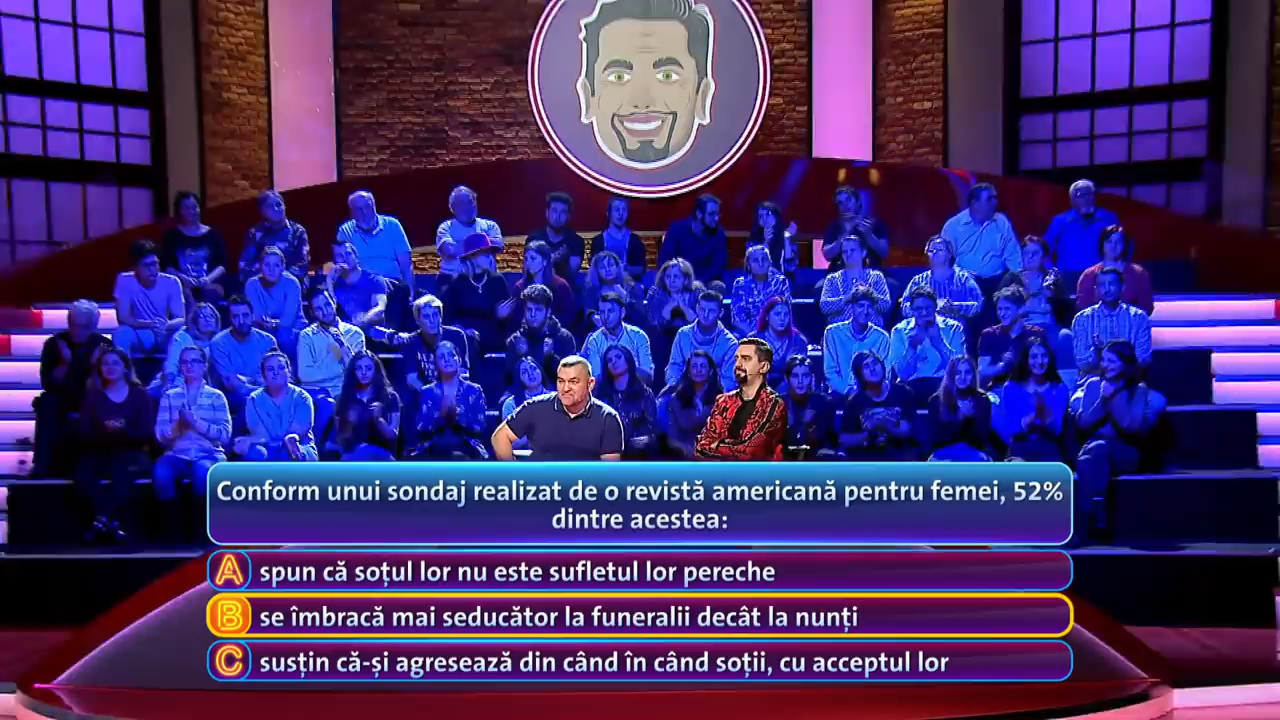 Conform unui sondaj realizat de o revistă americană pentru femei, 52%
dintre acestea:
A spun că soțul lor nu este sufletul lor pereche
B se îmbracă mai seducător la funeralii decât la nunți
C susțin că-și agresează din când în când soții, cu acceptul lor